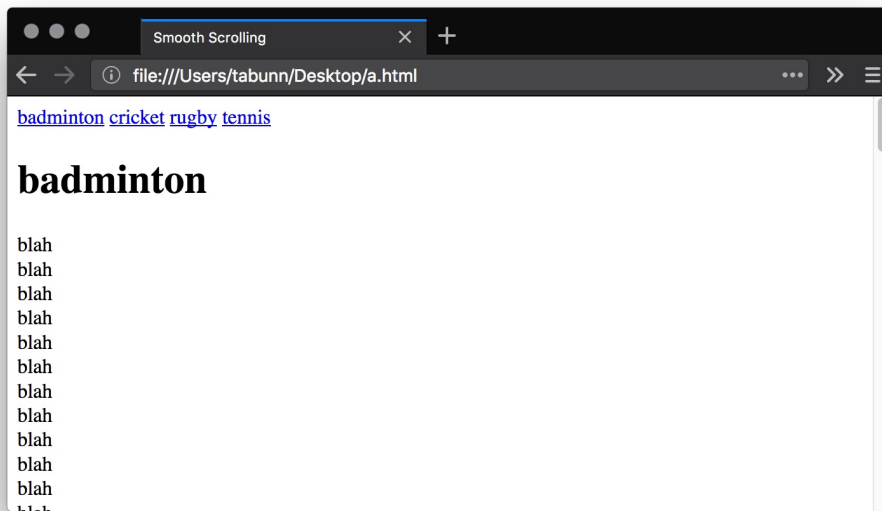 Smooth Scrolling
file:///Users/tabunn/Desktop/a.html
badminton cricket rugby tennis
badminton
blah
blah
blah
blah
blah
blah
blah
blah
blah
blah
blah
blah